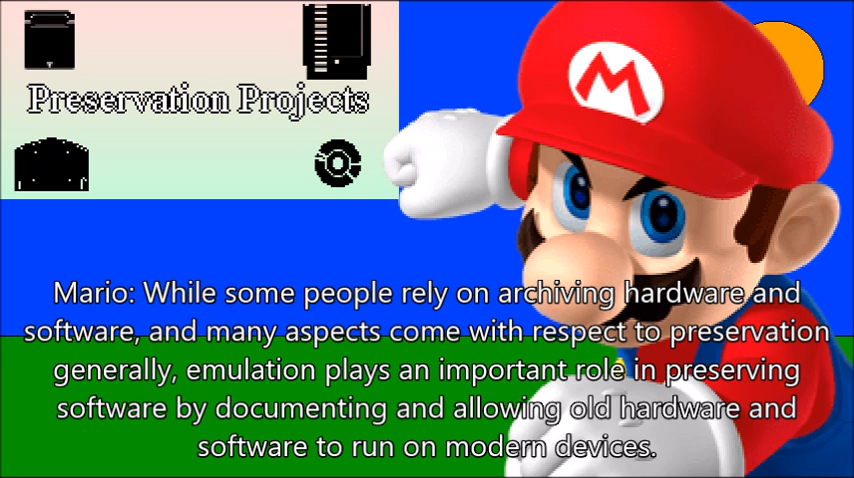 Preservation Projects
M
Mario: While some people rely on archiving hardware and
software, and many aspects come with respect to preservation
generally, emulation plays an important role in preserving
software by documenting and allowing old hardware and
software to run on modern devices.